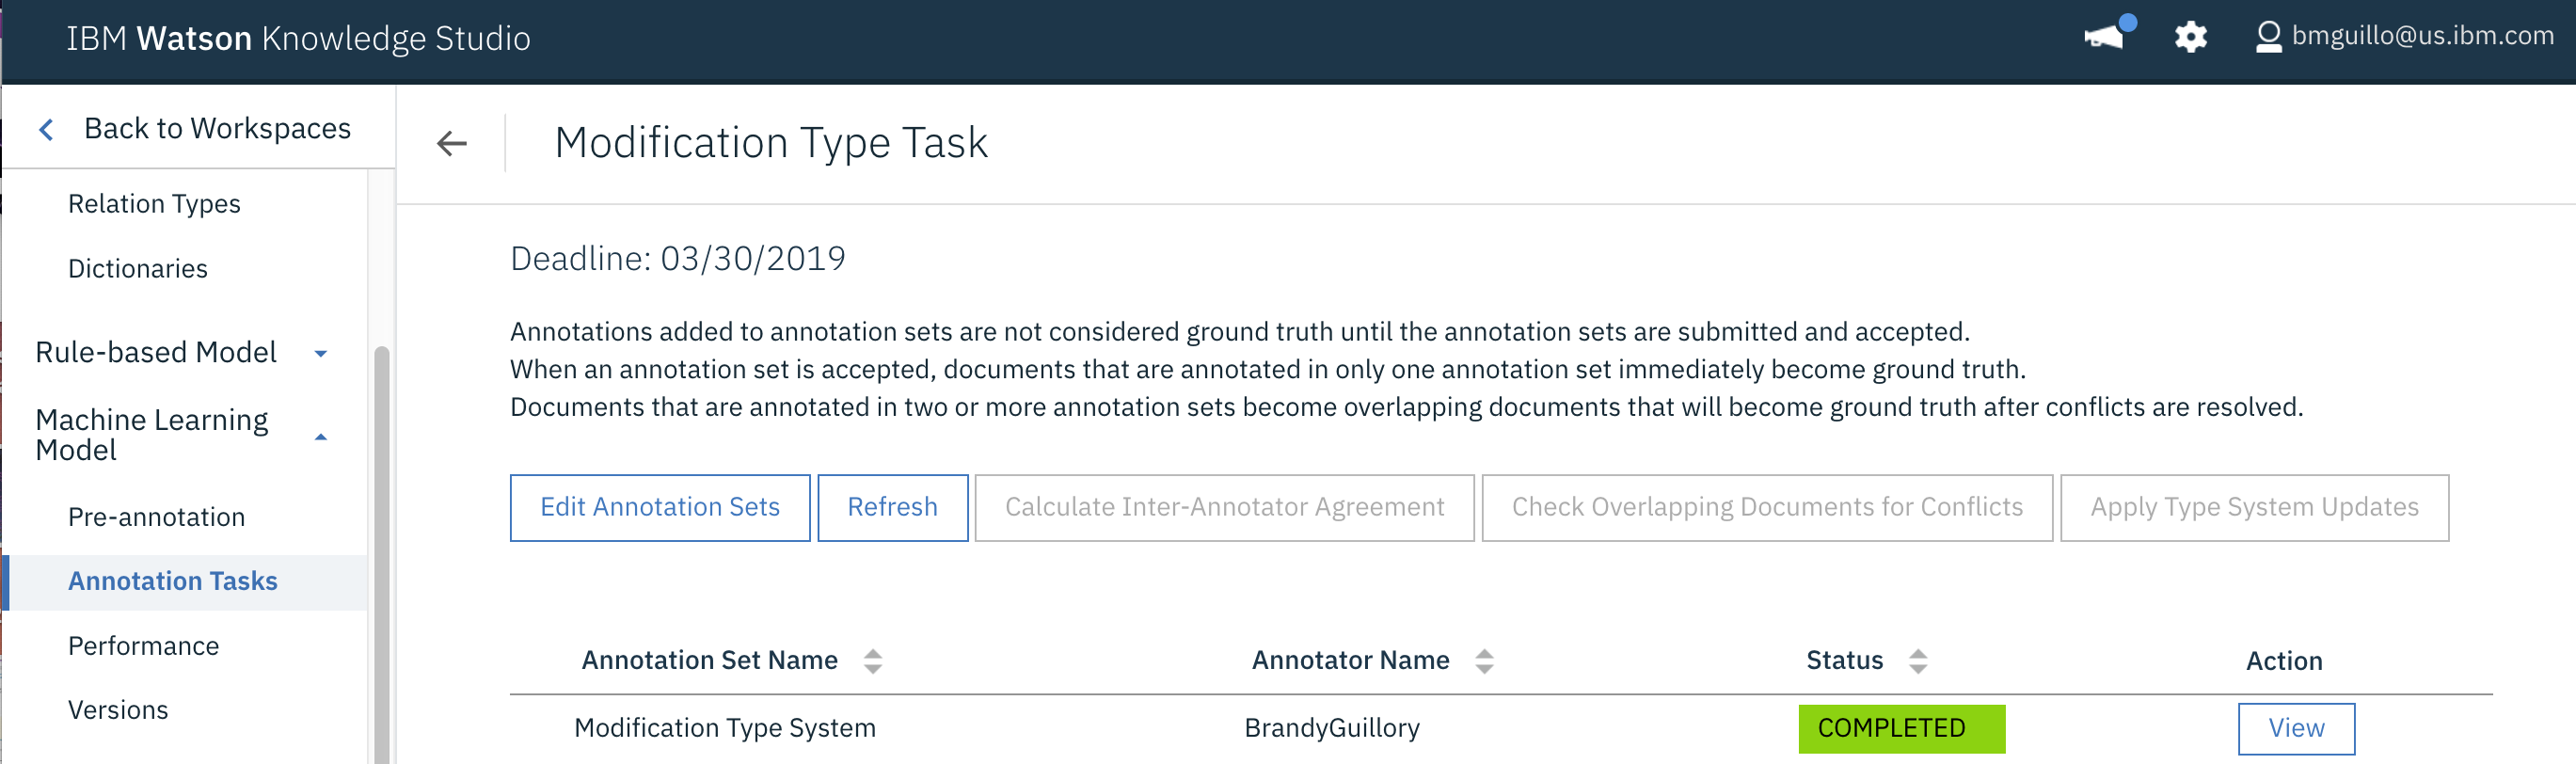 IBM Watson Knowledge Studio
bmguillo@us.ibm.com
Back to Workspaces
Relation Types
Dictionaries
Rule-based Model
Machine Learning
Model
Pre-annotation
Annotation Tasks
Performance
Versions
Modification Type Task
Deadline: 03/30/2019
Annotations added to annotation sets are not considered ground truth until the annotation sets are submitted and accepted.
When an annotation set is accepted, documents that are annotated in only one annotation set immediately become ground truth.
Documents that are annotated in two or more annotation sets become overlapping documents that will become ground truth after conflicts are resolved.
Edit Annotation Sets Refresh Calculate Inter-Annotator Agreement Check Overlapping Documents for Conflicts Apply Type System Updates
Annotation Set Name Annotator Name Status Action
Modification Type System BrandyGuillory COMPLETED View